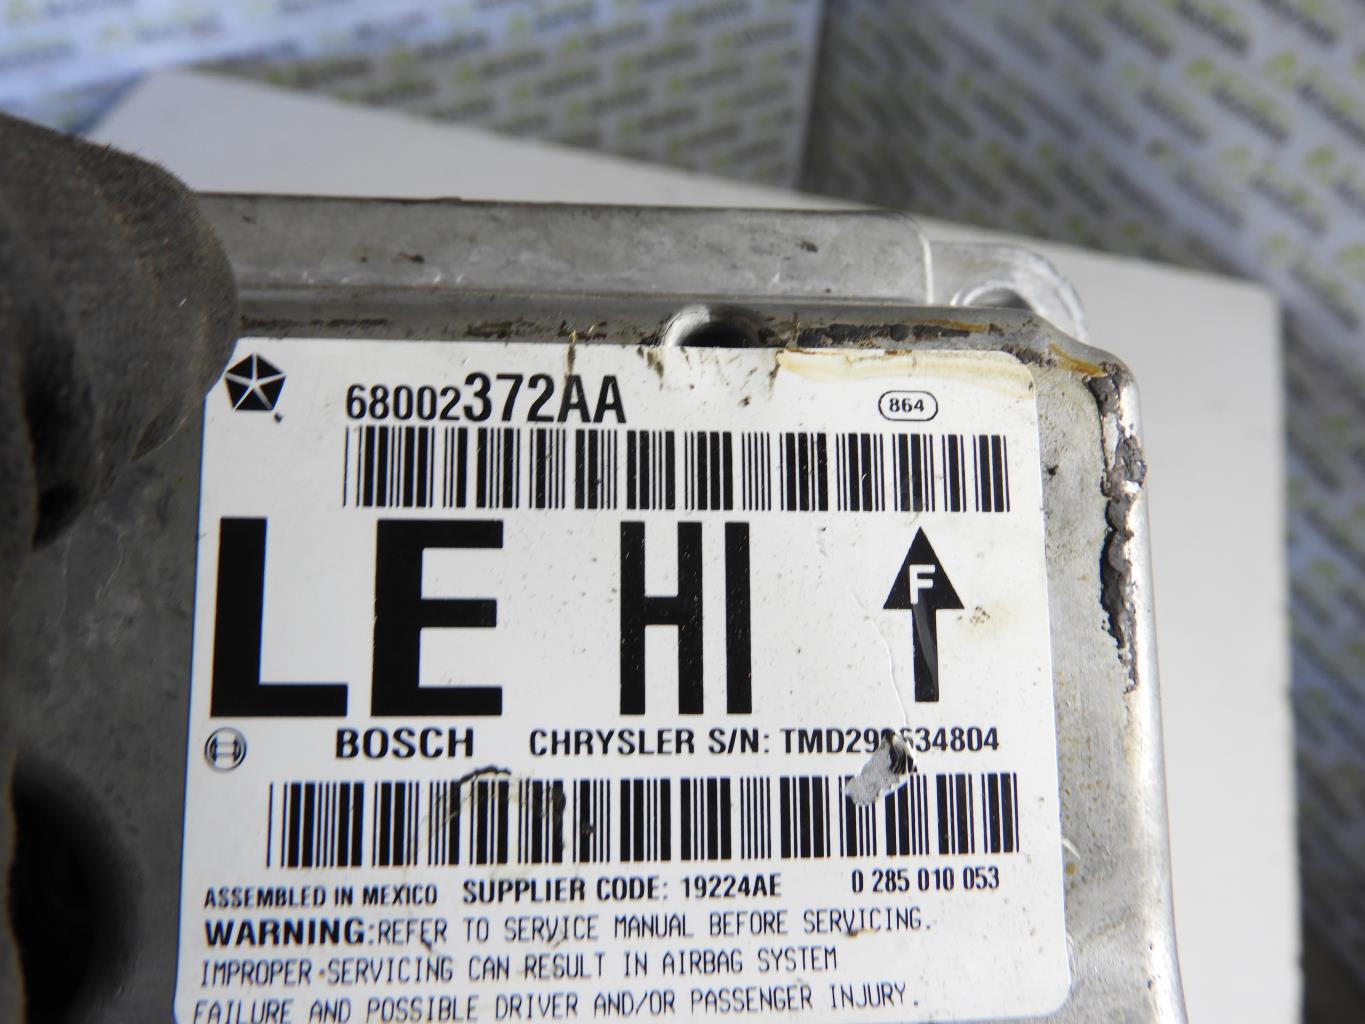 68002372AA 864
LE HI F
BOSCH CHRYSLER S/N:
ASSEMBLED IN MEXICO SUPPLIER CODE: 19224AE 0 285 010 053
WARNING:REFER TO SERVICE MANUAL BEFORE SERVICING.
IMPROPER SERVICING CAN RESULT IN AIRBAG SYSTEM
FAILURE AND POSSIBLE DRIVER AND/OR PASSENGER INJURY.